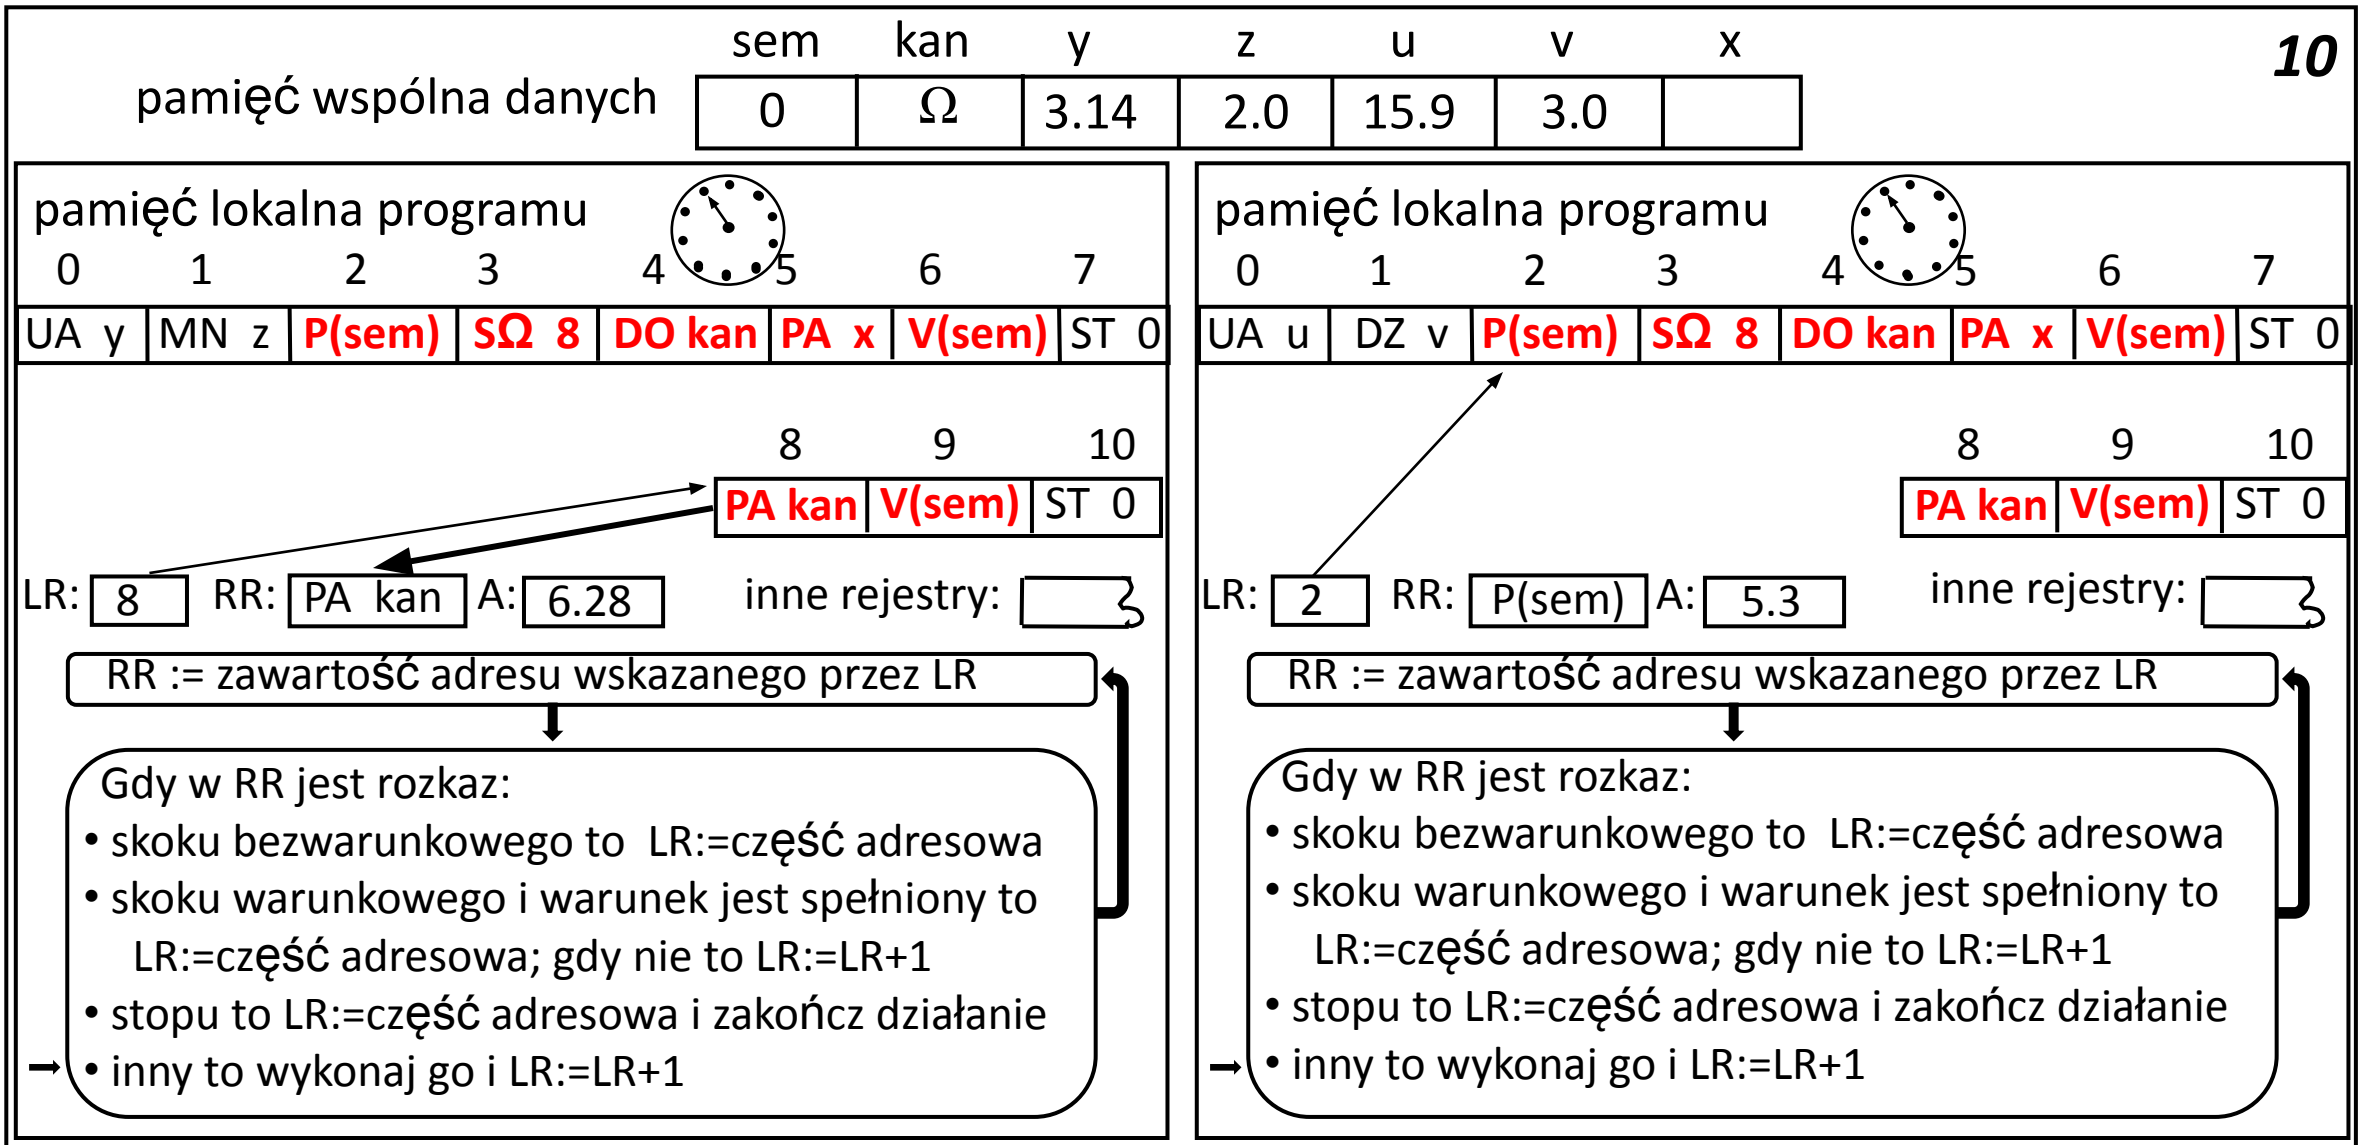 sem kan y z u v x
10
pamięć wspólna danych 0 Ω 3.14 2.0 15.9 3.0
pamięć lokalna programu
0 1 2 3 4 5 6 7
UA y MN z P(sem) SΩ 8 DO kan PA x V(sem) ST 0
8 9 10
PA kan V(sem) ST 0
LR: 8 RR: PA kan A: 6.28 inne rejestry:
RR := zawartość adresu wskazanego przez LR
Gdy w RR jest rozkaz:
• skoku bezwarunkowego to LR:=część adresowa
• skoku warunkowego i warunek jest spełniony to
LR:=część adresowa; gdy nie to LR:=LR+1
• stopu to LR:=część adresowa i zakończ działanie
• inny to wykonaj go i LR:=LR+1
pamięć lokalna programu
0 1 2 3 4 5 6 7
UA u DZ v P(sem) SΩ 8 DO kan PA x V(sem) ST 0
8 9 10
PA kan V(sem) ST 0
LR: 2 RR: P(sem) A: 5.3 inne rejestry:
RR := zawartość adresu wskazanego przez LR
Gdy w RR jest rozkaz:
• skoku bezwarunkowego to LR:=część adresowa
• skoku warunkowego i warunek jest spełniony to
LR:=część adresowa; gdy nie to LR:=LR+1
• stopu to LR:=część adresowa i zakończ działanie
• inny to wykonaj go i LR:=LR+1